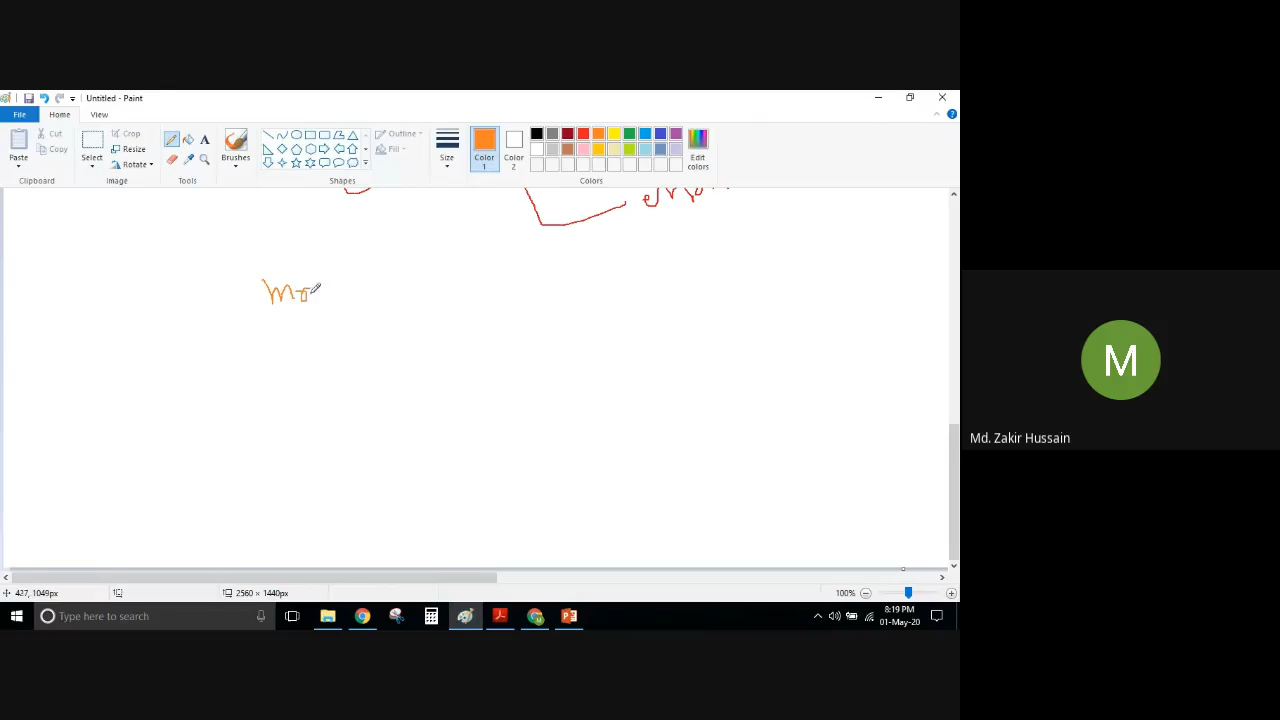 Untitled - Paint
File Home View
Paste
Cut
Copy
Clipboard
Select
Crop
Resize
Rotate
Image
Tools
Brushes
Shapes
Outline
Fill
Size
Color 1
Color 2
Edit colors
Colors
M
Md. Zakir Hussain
427, 1049px
2560 × 1440px
100%
Type here to search
8:19 PM
01-May-20